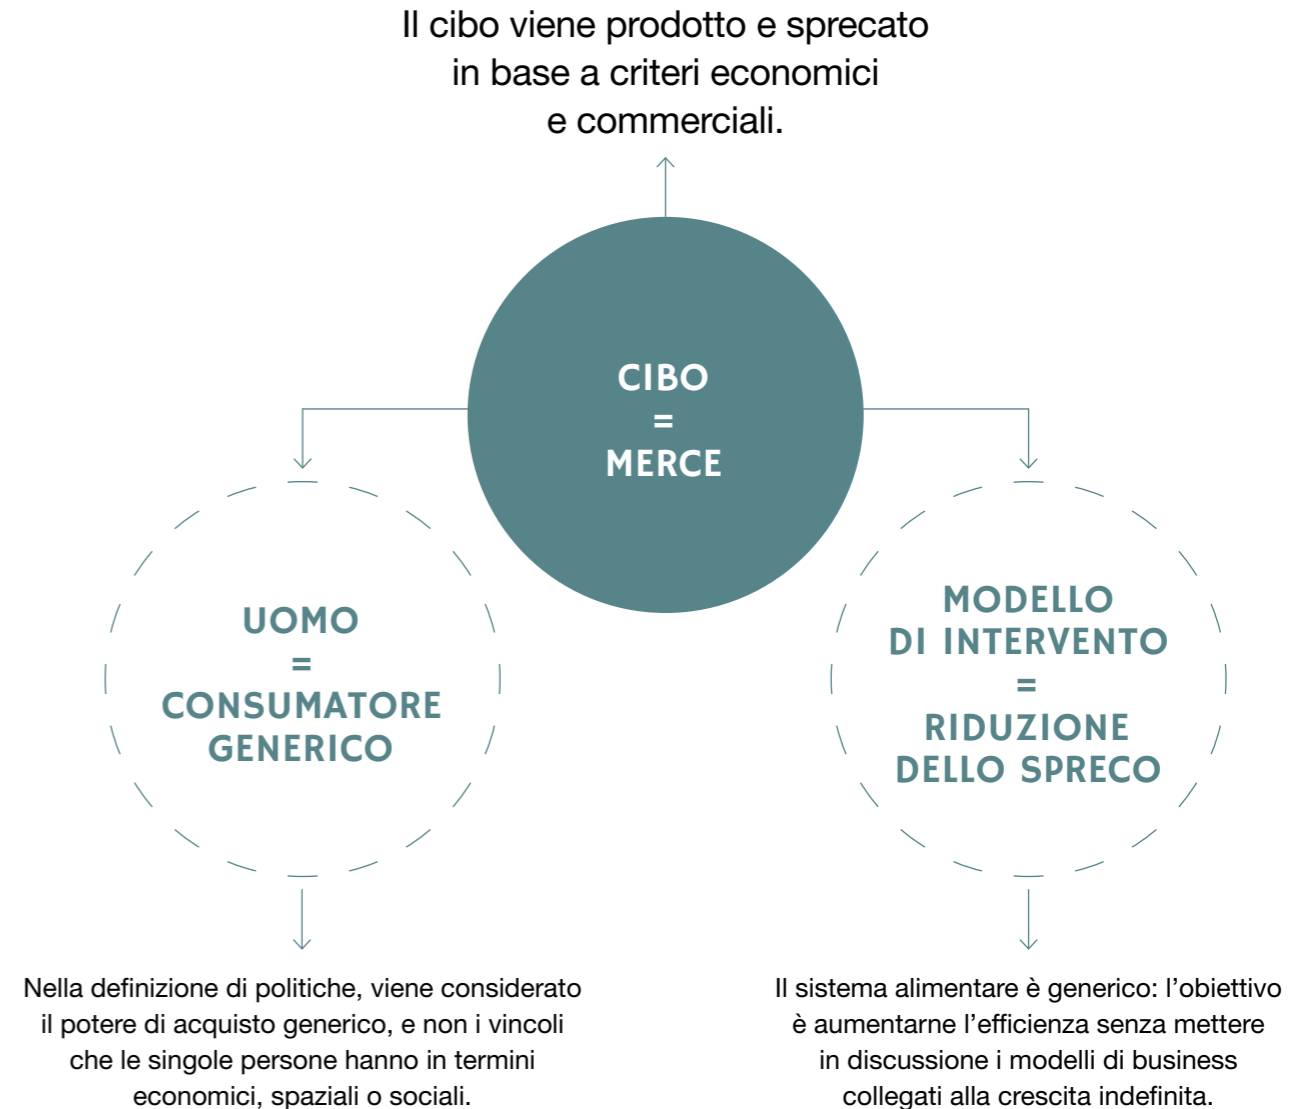 Il cibo viene prodotto e sprecato
in base a criteri economici
e commerciali.
CIBO
=
MERCE
UOMO
=
CONSUMATORE
GENERICO
MODELLO
DI INTERVENTO
=
RIDUZIONE
DELLO SPRECO
Nella definizione di politiche, viene considerato
il potere di acquisto generico, e non i vincoli
che le singole persone hanno in termini
economici, spaziali o sociali.
Il sistema alimentare è generico: l’obiettivo
è aumentarne l’efficienza senza mettere
in discussione i modelli di business
collegati alla crescita indefinita.